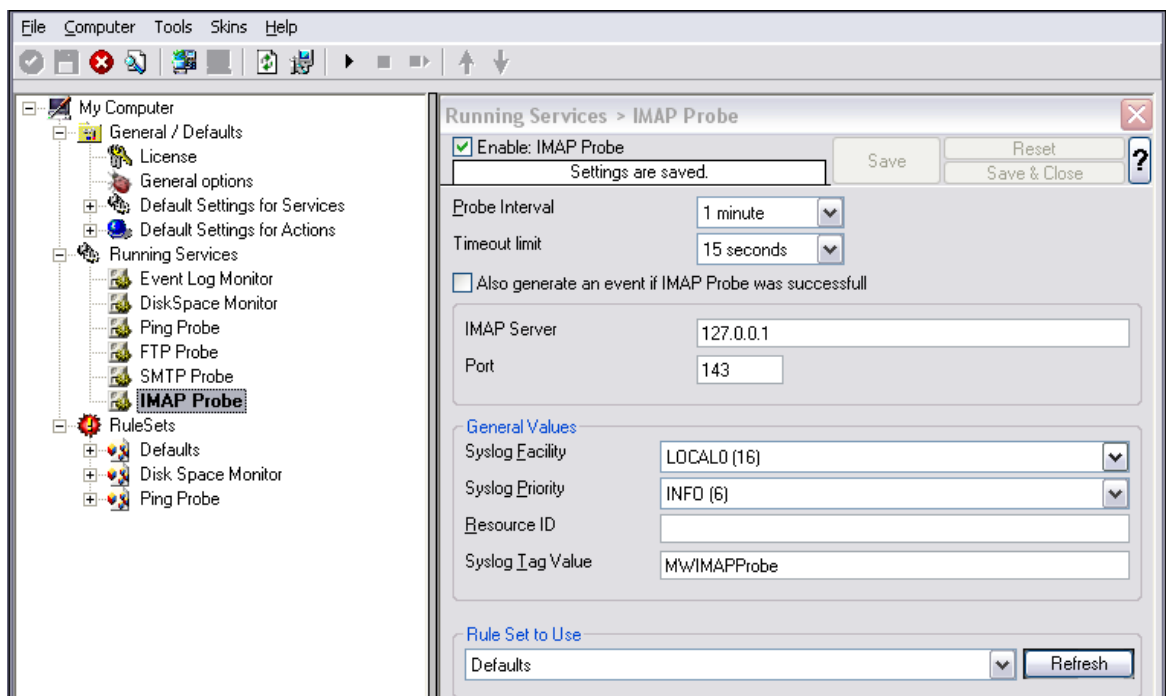 File Computer Tools Skins Help
My Computer
General / Defaults
License
General options
Default Settings for Services
Default Settings for Actions
Running Services
Event Log Monitor
DiskSpace Monitor
Ping Probe
FTP Probe
SMTP Probe
IMAP Probe
RuleSets
Defaults
Disk Space Monitor
Ping Probe
Running Services > IMAP Probe
Enable: IMAP Probe
Settings are saved.
Save
Reset
Save & Close
?
Probe Interval 1 minute
Timeout limit 15 seconds
Also generate an event if IMAP Probe was successfull
IMAP Server 127.0.0.1
Port 143
General Values
Syslog Facility LOCAL0 (16)
Syslog Priority INFO (6)
Resource ID
Syslog Tag Value MWIMAPProbe
Rule Set to Use
Defaults Refresh